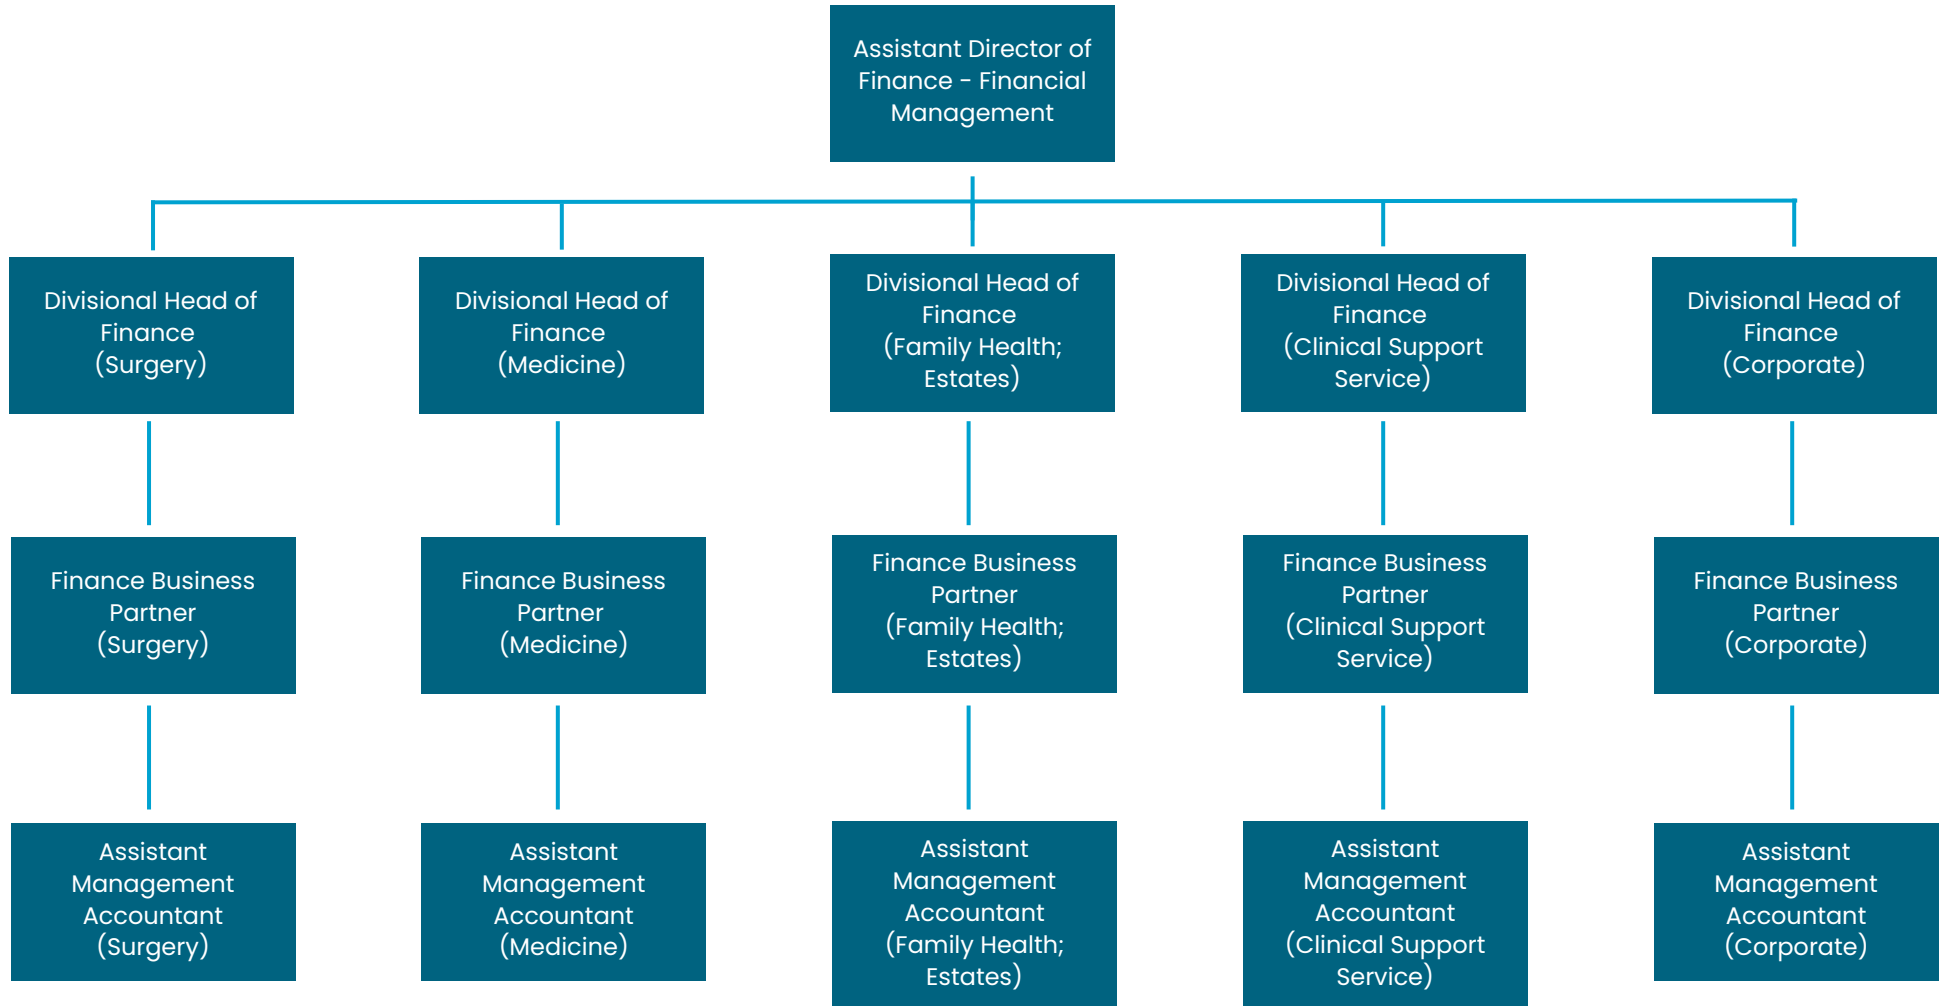 Assistant Director of
Finance - Financial
Management
Divisional Head of
Finance
(Surgery)
Divisional Head of
Finance
(Medicine)
Divisional Head of
Finance
(Family Health;
Estates)
Divisional Head of
Finance
(Clinical Support
Service)
Divisional Head of
Finance
(Corporate)
Finance Business
Partner
(Surgery)
Finance Business
Partner
(Medicine)
Finance Business
Partner
(Family Health;
Estates)
Finance Business
Partner
(Clinical Support
Service)
Finance Business
Partner
(Corporate)
Assistant
Management
Accountant
(Surgery)
Assistant
Management
Accountant
(Medicine)
Assistant
Management
Accountant
(Family Health;
Estates)
Assistant
Management
Accountant
(Clinical Support
Service)
Assistant
Management
Accountant
(Corporate)